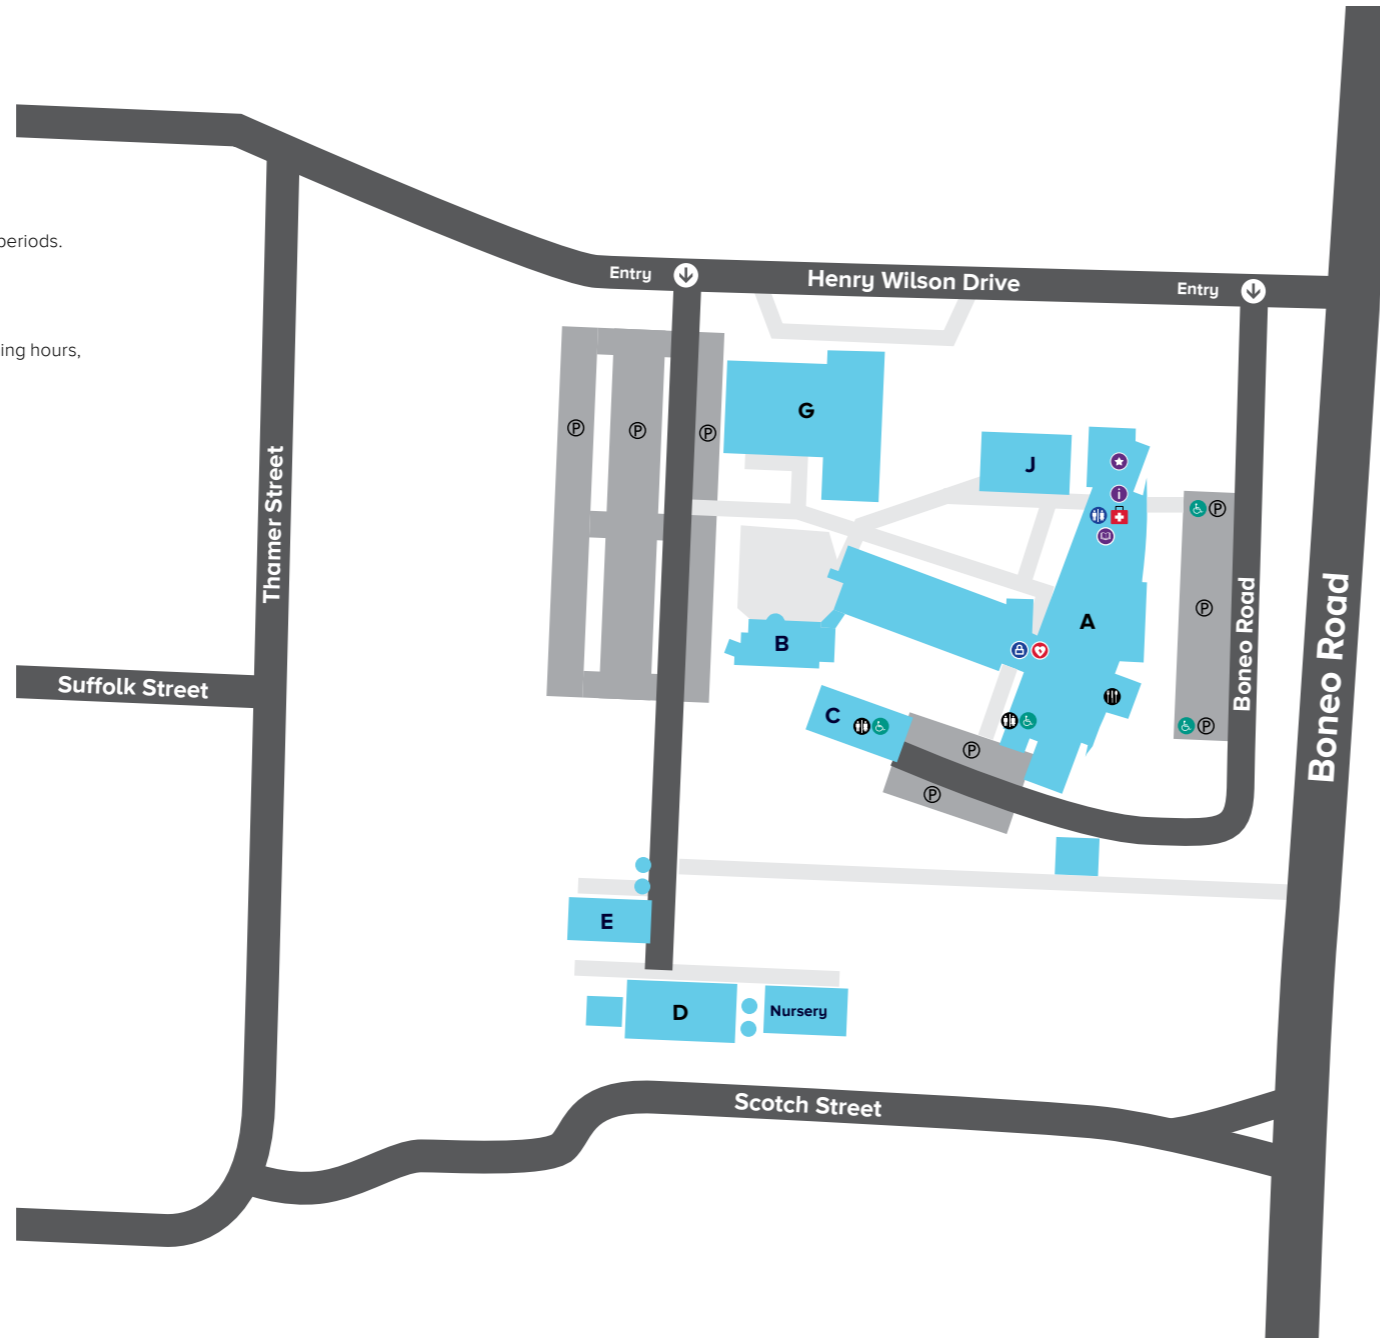 periods.
ing hours,
Entry
Henry Wilson Drive
Entry
P
P
P
G
J
i
P
Thamer Street
P
A
Boneo Road
Boneo Road
B
Suffolk Street
C
P
P
P
E
D
Nursery
Scotch Street